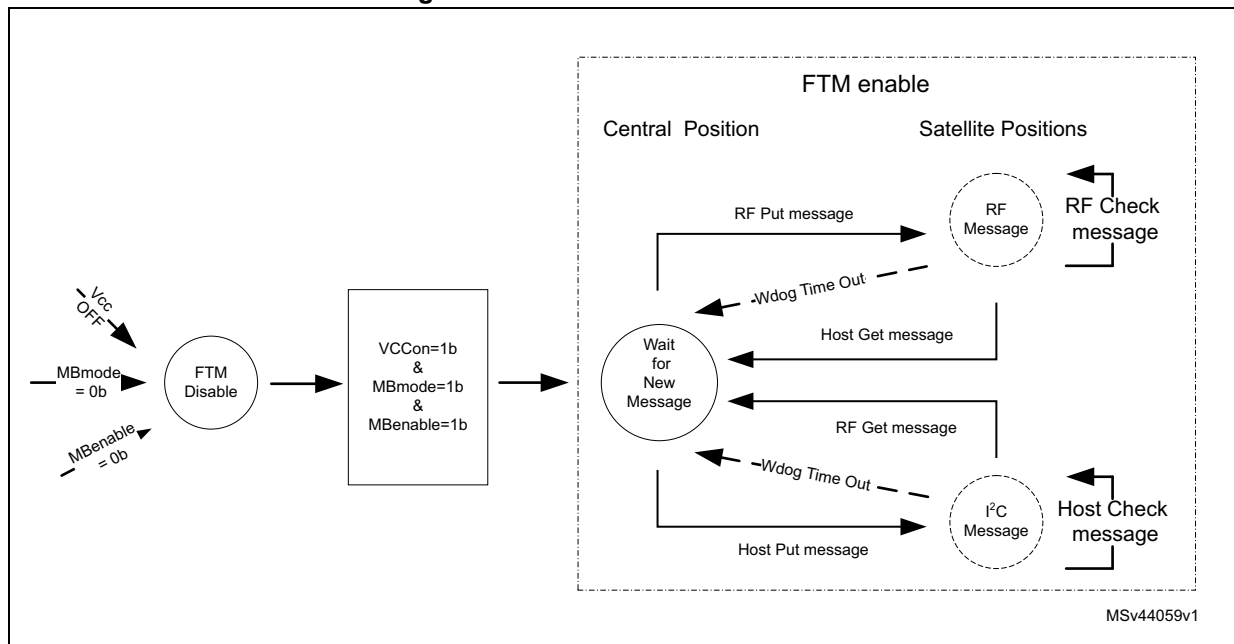 FTM enable
Central Position
Satellite Positions
RF Put message
RF
Message
RF Check
message
Wdog Time Out
Host Get message
Vcc
OFF
MBmode
= 0b
MBenable
= 0b
FTM
Disable
VCCon=1b
&
MBmode=1b
&
MBenable=1b
Wait
for
New
Message
RF Get message
Wdog Time Out
Host Put message
I²C
Message
Host Check
message
MSv44059v1